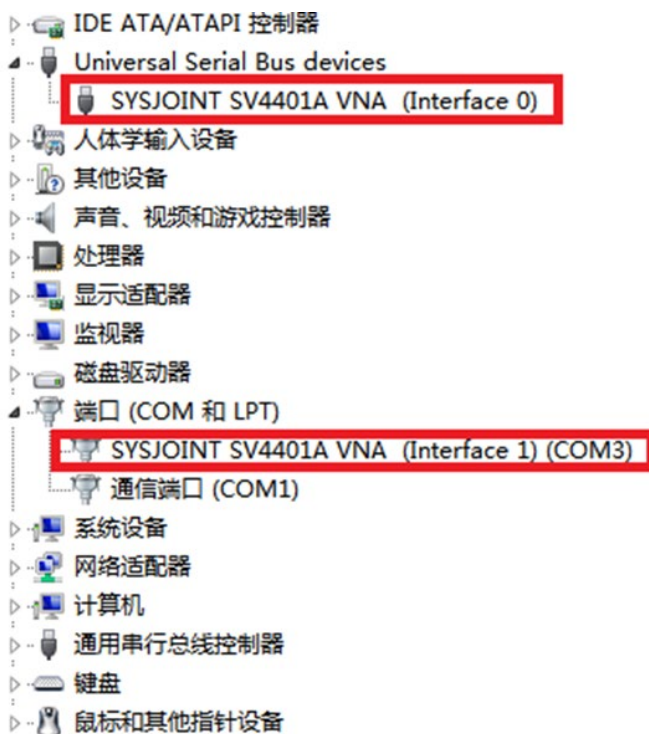 IDE ATA/ATAPI 控制器
Universal Serial Bus devices
SYSJOINT SV4401A VNA (Interface 0)
人体学输入设备
其他设备
声音、视频和游戏控制器
处理器
显示适配器
监视器
磁盘驱动器
端口 (COM 和 LPT)
SYSJOINT SV4401A VNA (Interface 1) (COM3)
通信端口 (COM1)
系统设备
网络适配器
计算机
通用串行总线控制器
键盘
鼠标和其他指针设备